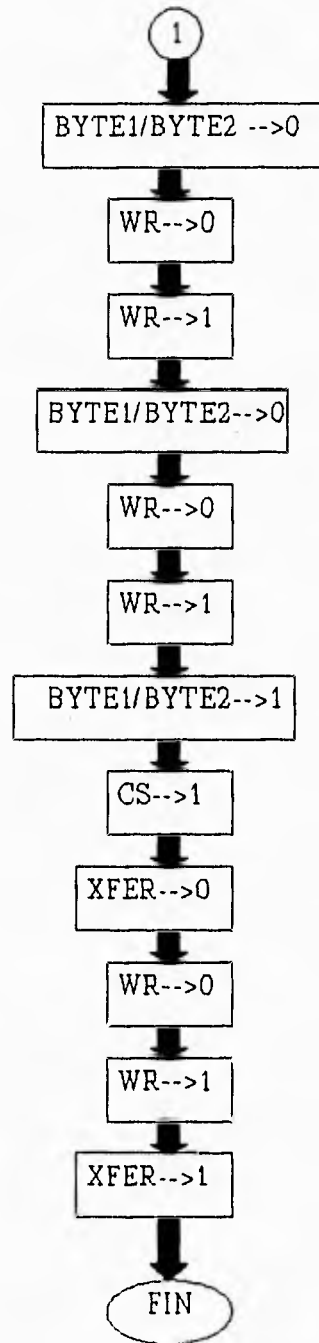 1
BYTE1/BYTE2 -->0
WR-->0
WR-->1
BYTE1/BYTE2-->0
WR-->0
WR-->1
BYTE1/BYTE2-->1
CS-->1
XFER-->0
WR-->0
WR-->1
XFER-->1
FIN